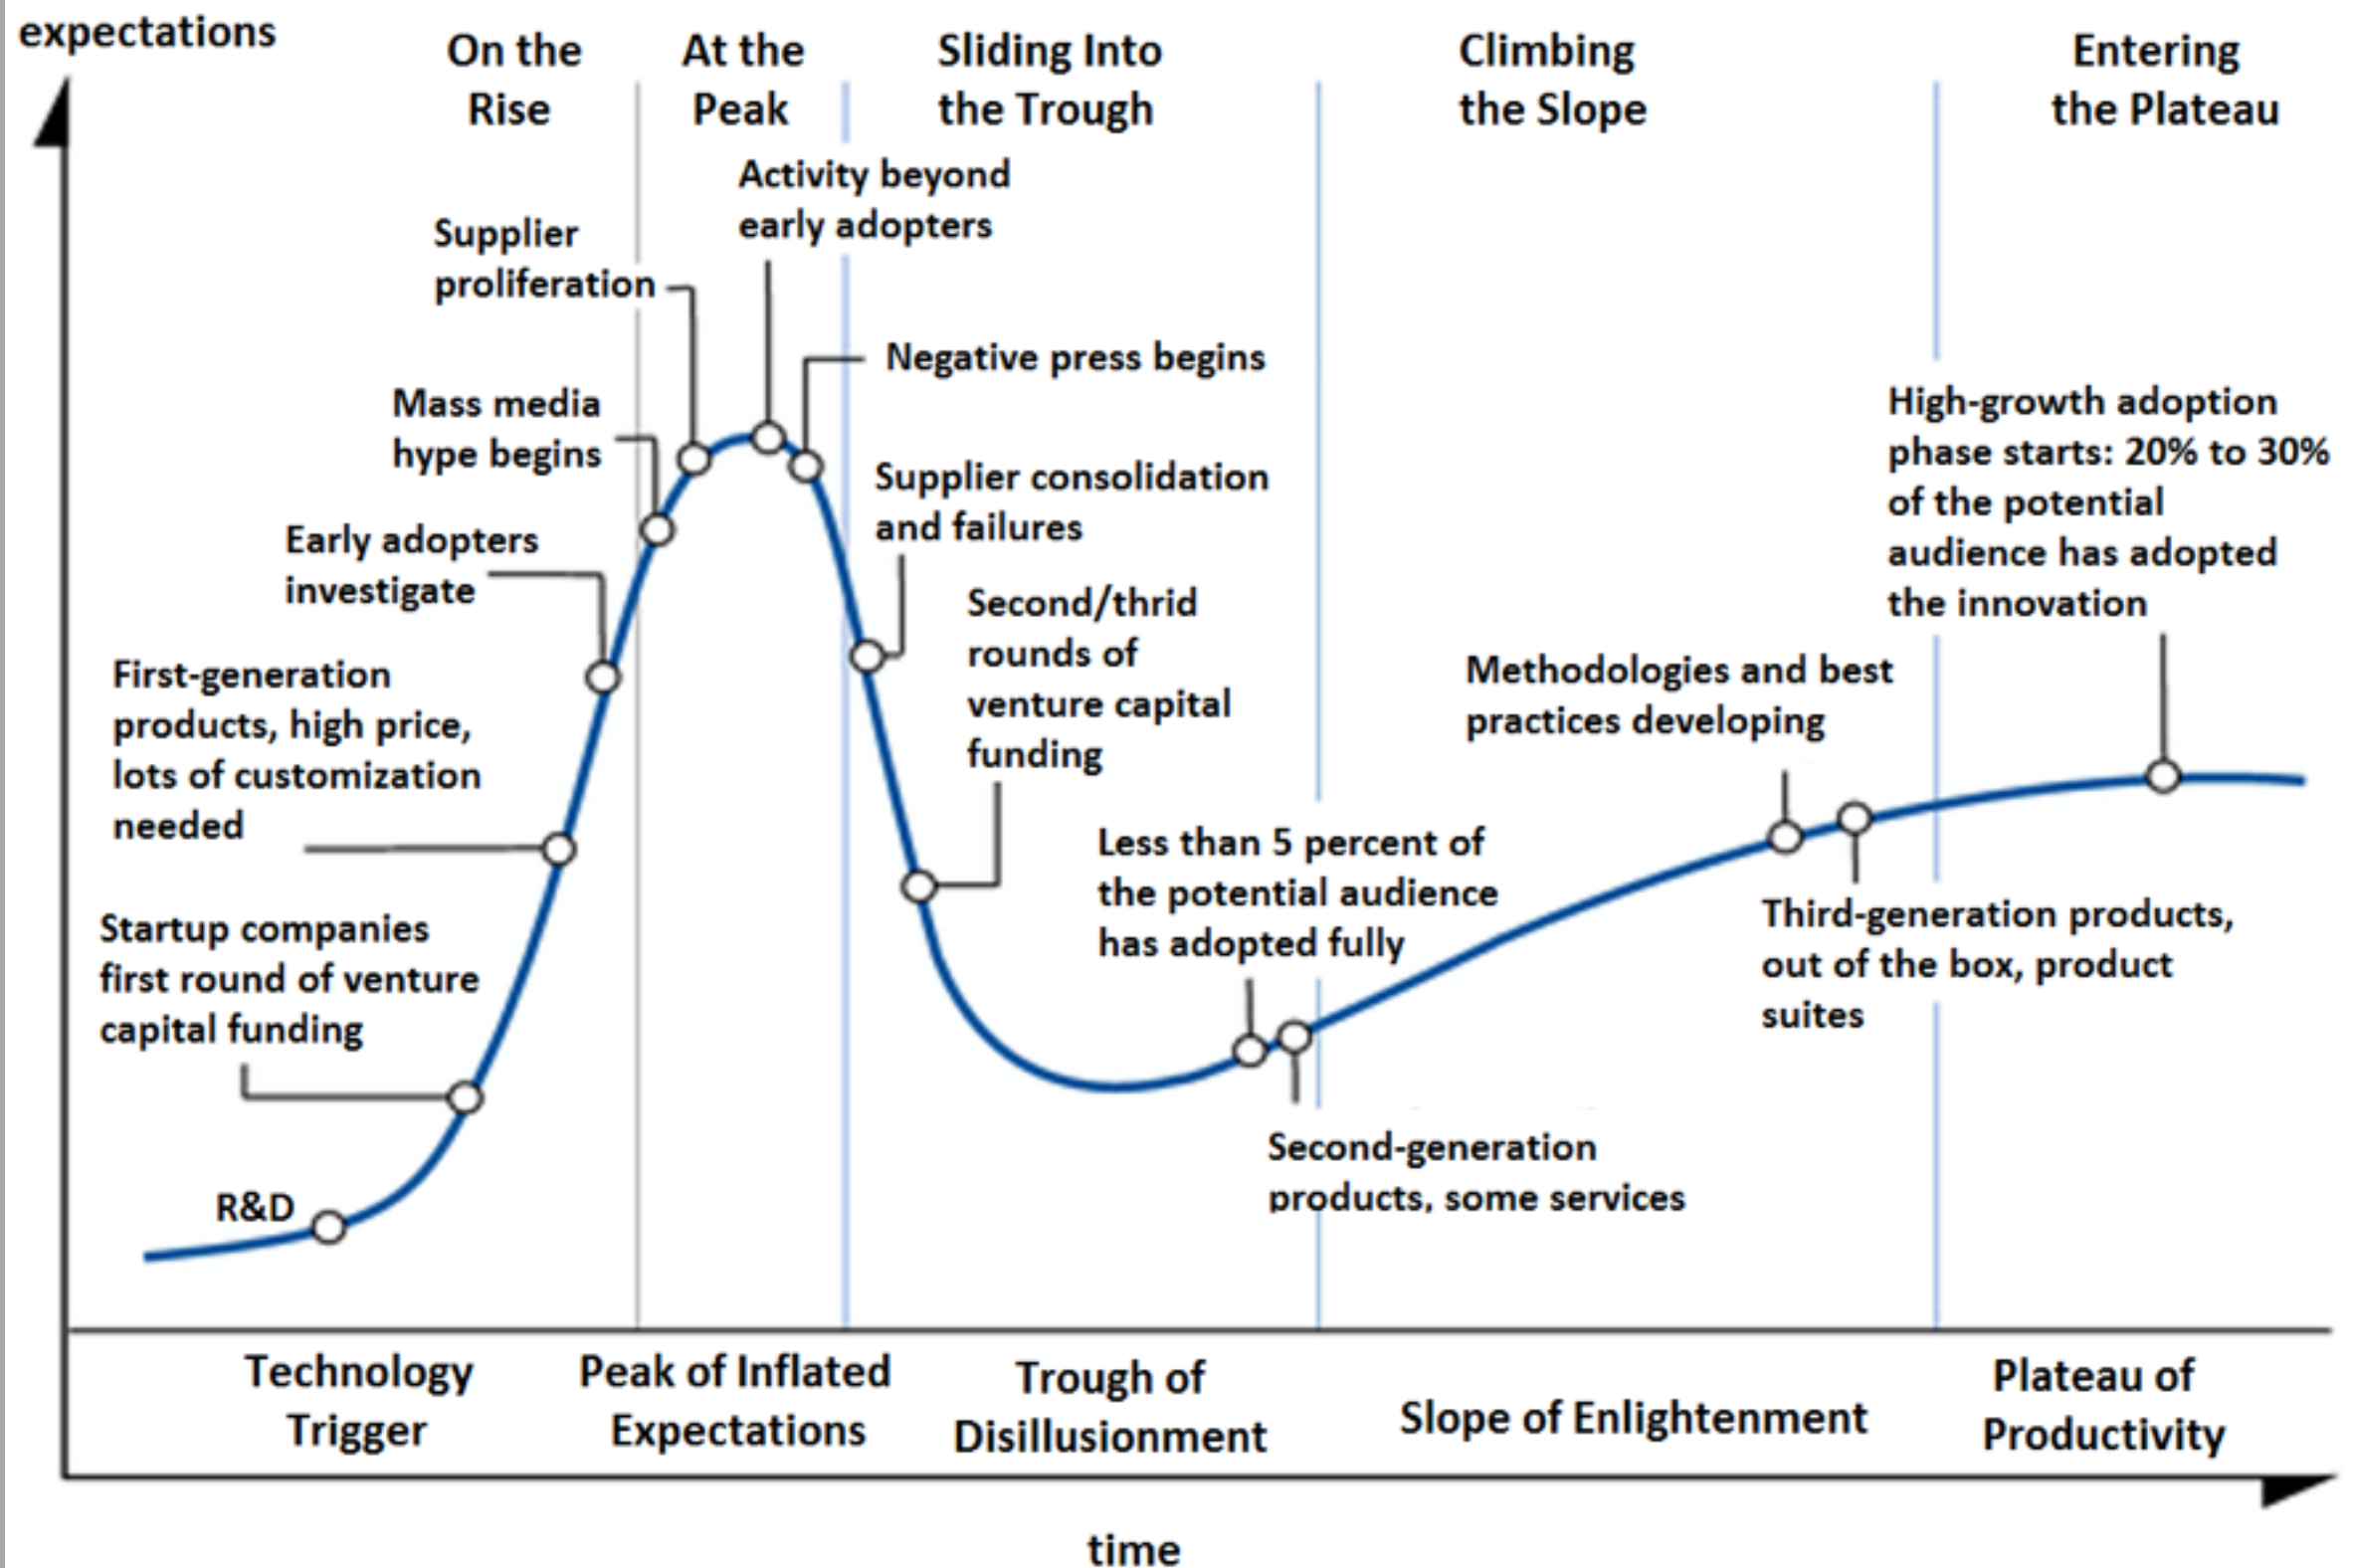 expectations
On the
Rise
At the
Peak
Sliding Into
the Trough
Climbing
the Slope
Entering
the Plateau
Activity beyond
early adopters
Supplier
proliferation
Negative press begins
Mass media
hype begins
High-growth adoption
phase starts: 20% to 30%
of the potential
audience has adopted
the innovation
Supplier consolidation
and failures
Early adopters
investigate
Second/thrid
rounds of
venture capital
funding
First-generation
products, high price,
lots of customization
needed
Methodologies and best
practices developing
Less than 5 percent of
the potential audience
has adopted fully
Startup companies
first round of venture
capital funding
Third-generation products,
out of the box, product
suites
Second-generation
products, some services
R&D
Technology
Trigger
Peak of Inflated
Expectations
Trough of
Disillusionment
Slope of Enlightenment
Plateau of
Productivity
time